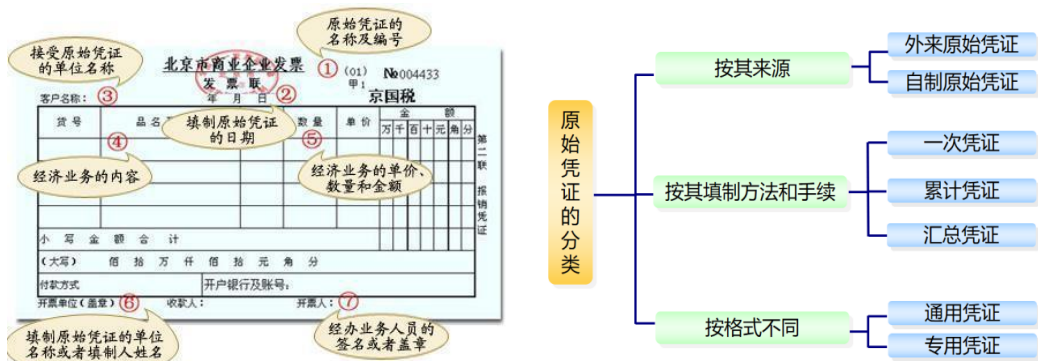 原始凭证的
名称及编号
接受原始凭证
的单位名称
北京市商业企业发票
发 票 联
① (01) №004433
甲1
京国税
客户名称: ③
年 月 日 ②
填制原始凭证
的日期
货 号 品 名 数 量 单 价 金 额
万 千 百 十 元 角 分
④ ⑤
经济业务的内容
经济业务的单价、
数量和金额
第二联 报销凭证
小 写 金 额 合 计
(大写) 佰 拾 万 仟 佰 拾 元 角 分
付款方式 开户银行及账号:
开票单位(盖章) ⑥ 收款人: 开票人: ⑦
填制原始凭证的单位
名称或者填制人姓名
经办业务人员的
签名或者盖章
原始凭证的分类
按其来源
外来原始凭证
自制原始凭证
按其填制方法和手续
一次凭证
累计凭证
汇总凭证
按格式不同
通用凭证
专用凭证